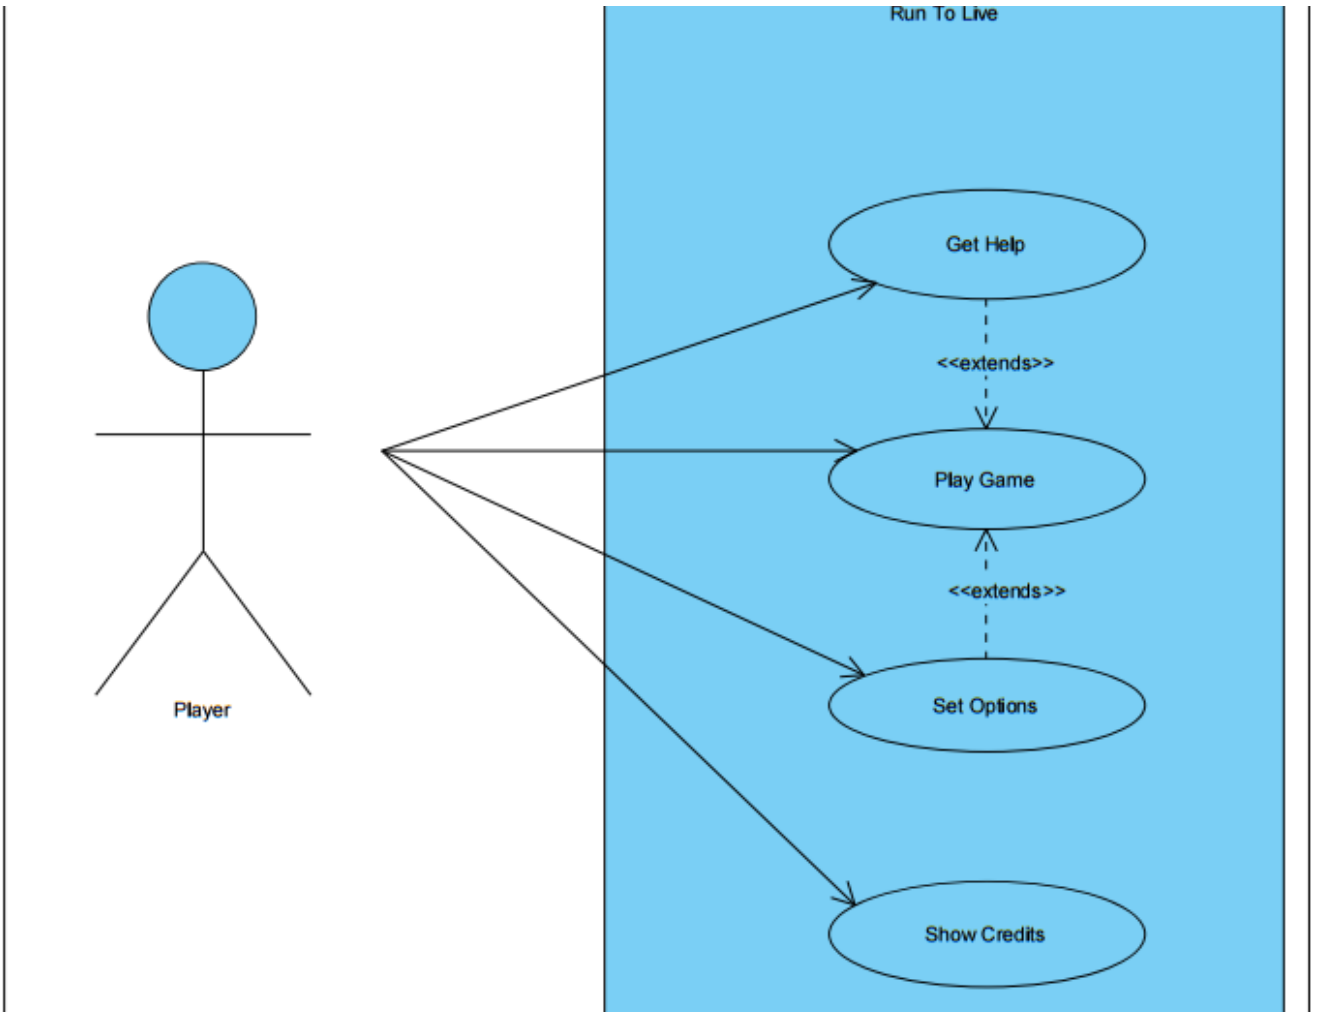 Run To Live
Get Help
<<extends>>
Play Game
<<extends>>
Set Options
Player
Show Credits